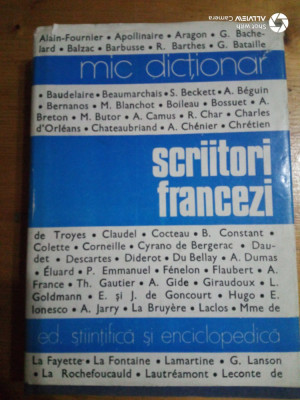 Shot with ALLVIEW Camera
Alain-Fournier • Apollinaire • Aragon • G. Bache-
lard • Balzac • Barbusse • R. Barthes • G. Bataille
mic dicționar
• Baudelaire • Beaumarchais • S. Beckett • A. Béguin
• Bernanos • M. Blanchot • Boileau • Bossuet • A.
Breton • M. Butor • A. Camus • R. Char • Charles
d'Orléans • Chateaubriand • A. Chénier • Chrétien
scriitori
francezi
de Troyes • Claudel • Cocteau • B. Constant •
Colette • Corneille • Cyrano de Bergerac • Dau-
det • Descartes • Diderot • Du Bellay • A. Dumas
• Éluard • P. Emmanuel • Fénelon • Flaubert • A.
France • Th. Gautier • A. Gide • Giraudoux • L.
Goldmann • E. și J. de Goncourt • Hugo • E.
Ionesco • A. Jarry • La Bruyère • Laclos • Mme de
ed. științifică și enciclopedică
La Fayette • La Fontaine • Lamartine • G. Lanson
• La Rochefoucauld • Lautréamont • Leconte de